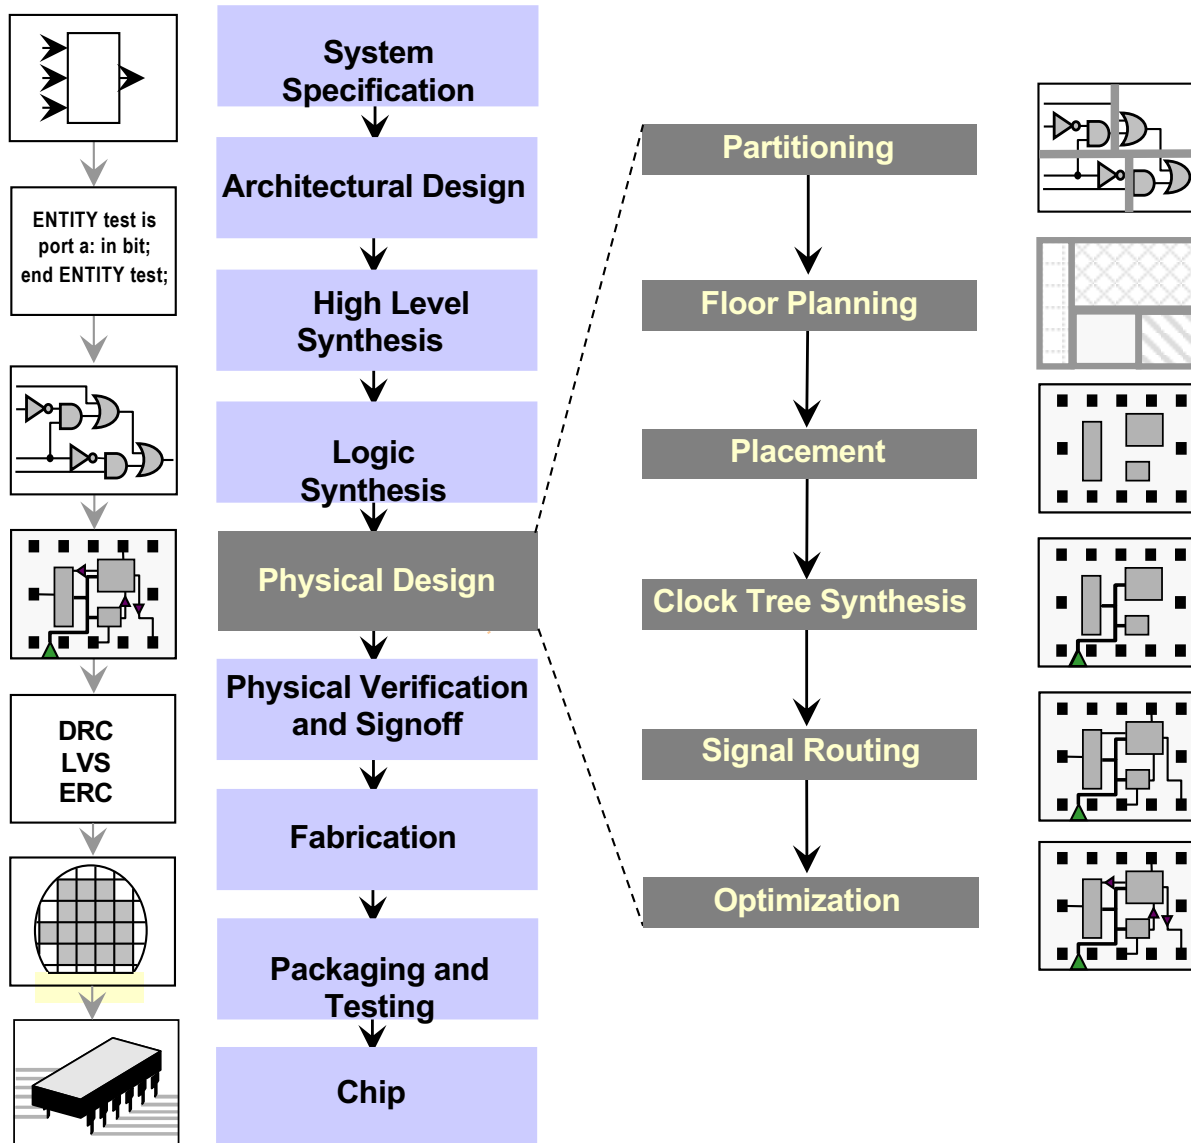 ENTITY test is
port a: in bit;
end ENTITY test;
DRC
LVS
ERC
System
Specification
Architectural Design
High Level
Synthesis
Logic
Synthesis
Physical Design
Physical Verification
and Signoff
Fabrication
Packaging and
Testing
Chip
Partitioning
Floor Planning
Placement
Clock Tree Synthesis
Signal Routing
Optimization